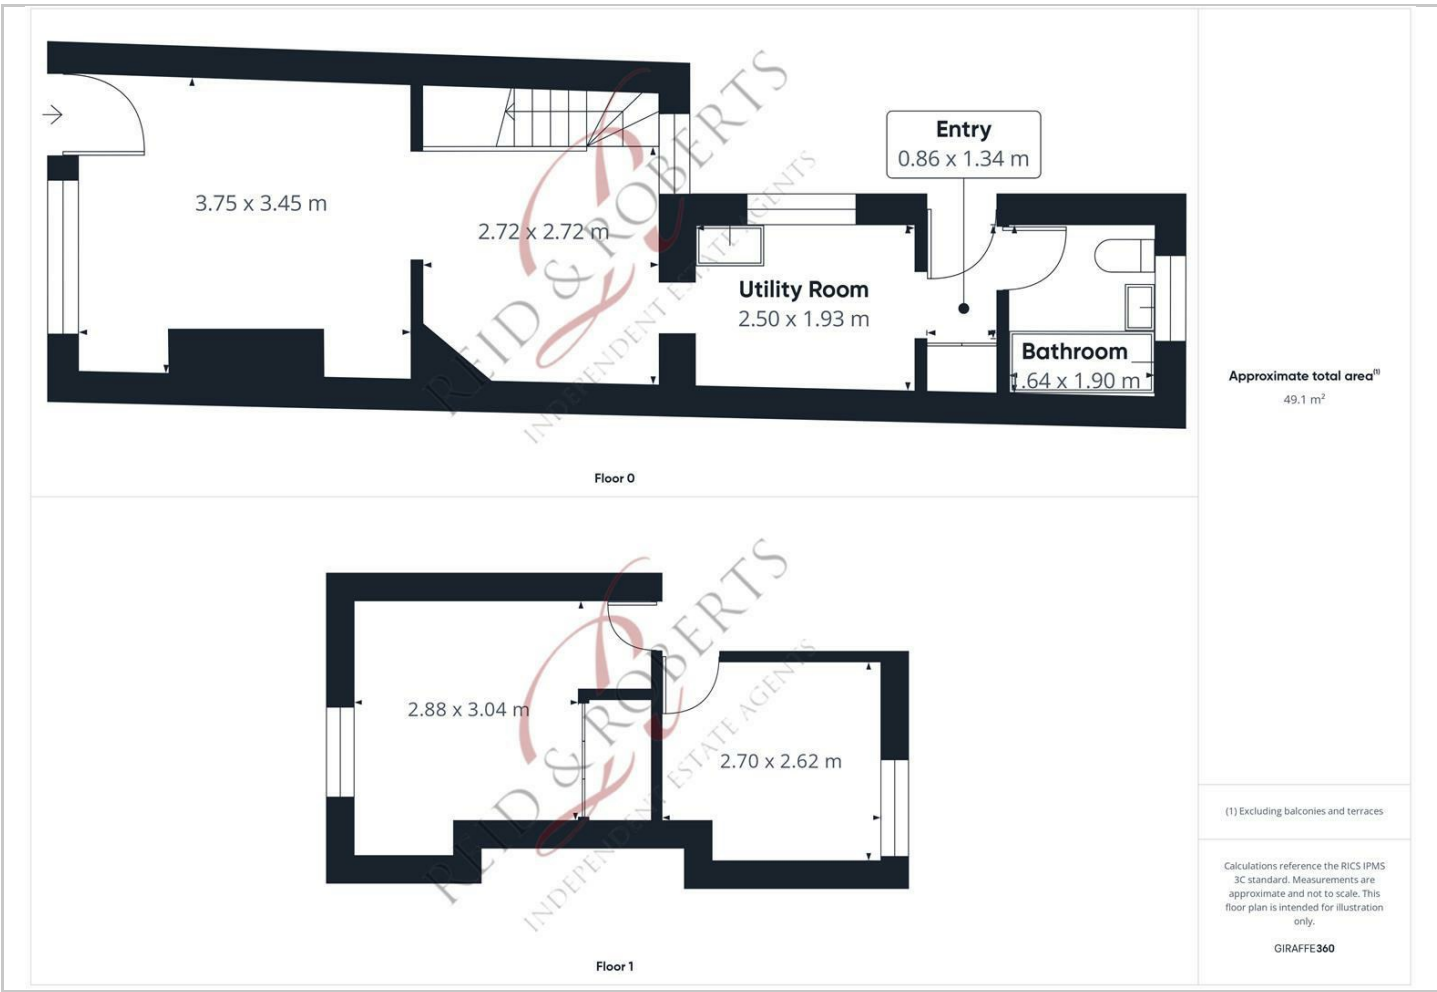 3.75 x 3.45 m
2.72 x 2.72 m
Entry
0.86 x 1.34 m
Utility Room
2.50 x 1.93 m
Bathroom
.64 x 1.90 m
REID & ROBERTS
INDEPENDENT ESTATE AGENTS
Floor 0
2.88 x 3.04 m
2.70 x 2.62 m
REID & ROBERTS
INDEPENDENT ESTATE AGENTS
Floor 1
Approximate total area(1)
49.1 m²
(1) Excluding balconies and terraces
Calculations reference the RICS IPMS
3C standard. Measurements are
approximate and not to scale. This
floor plan is intended for illustration
only.
GIRAFFE360